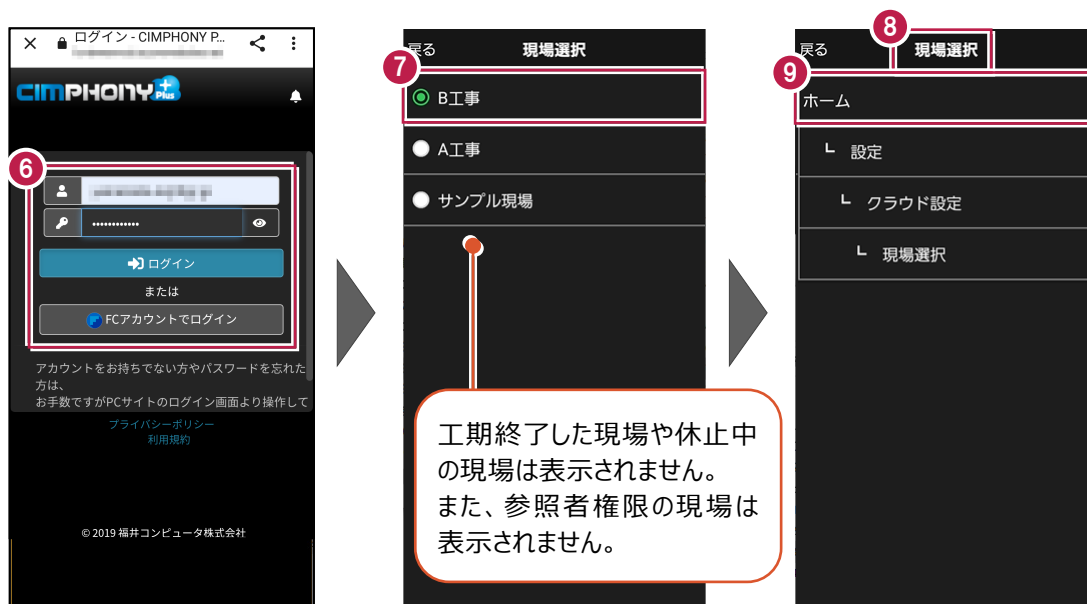 ログイン - CIMPHONY P...
CIMPHONY Plus
6
••••••••••••
ログイン
または
FCアカウントでログイン
アカウントをお持ちでない方やパスワードを忘れた
方は、
お手数ですがPCサイトのログイン画面より操作して
プライバシーポリシー
利用規約
© 2019 福井コンピュータ株式会社
戻る
現場選択
7
B工事
A工事
サンプル現場
工期終了した現場や休止中
の現場は表示されません。
また、参照者権限の現場は
表示されません。
8
戻る
現場選択
9
ホーム
┗ 設定
┗ クラウド設定
┗ 現場選択